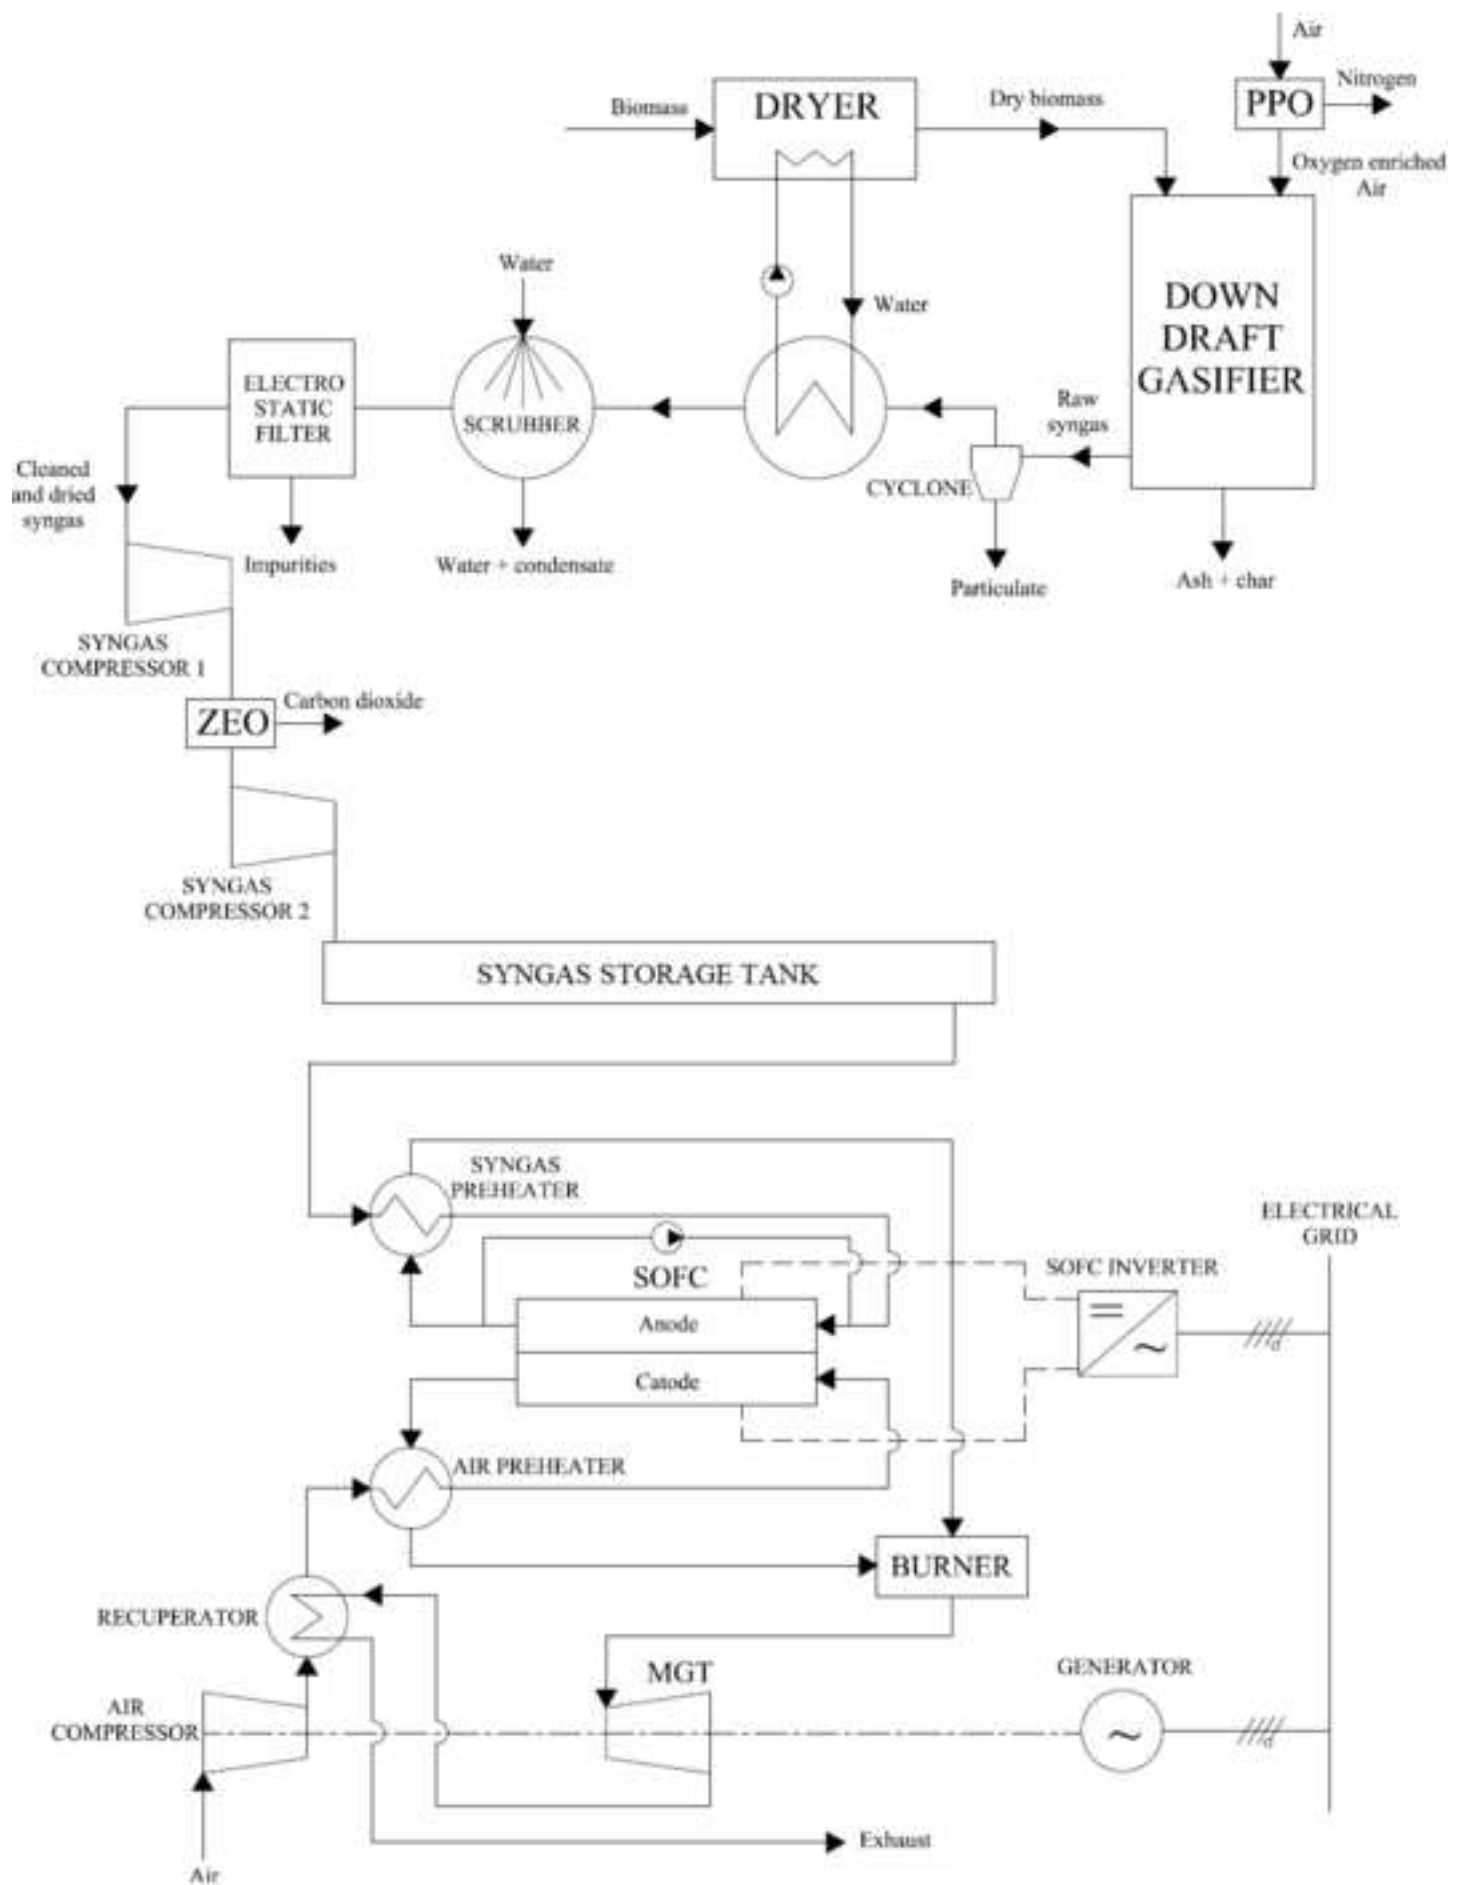 Air
Nitrogen
PPO
Biomass
DRYER
Dry biomass
Oxygen enriched
Air
Water
Water
DOWN
DRAFT
GASIFIER
ELECTRO
STATIC
FILTER
SCRUBBER
Raw
syngas
Cleaned
and dried
syngas
CYCLONE
Impurities
Water + condensate
Particulate
Ash + char
SYNGAS
COMPRESSOR 1
Carbon dioxide
ZEO
SYNGAS
COMPRESSOR 2
SYNGAS STORAGE TANK
SYNGAS
PREHEATER
ELECTRICAL
GRID
SOFC
SOFC INVERTER
Anode
d
Catode
AIR PREHEATER
BURNER
RECUPERATOR
MGT
GENERATOR
AIR
COMPRESSOR
d
Exhaust
Air